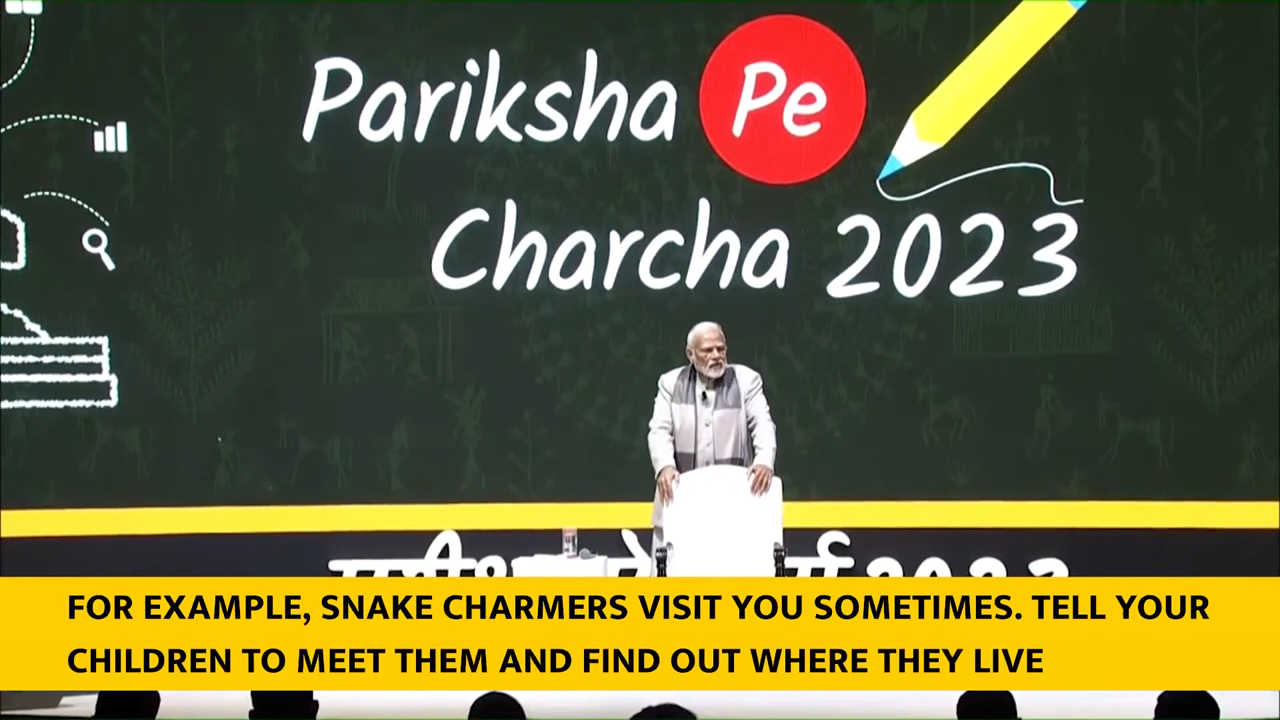 Pariksha Pe
Charcha 2023
2023
FOR EXAMPLE, SNAKE CHARMERS VISIT YOU SOMETIMES. TELL YOUR
CHILDREN TO MEET THEM AND FIND OUT WHERE THEY LIVE